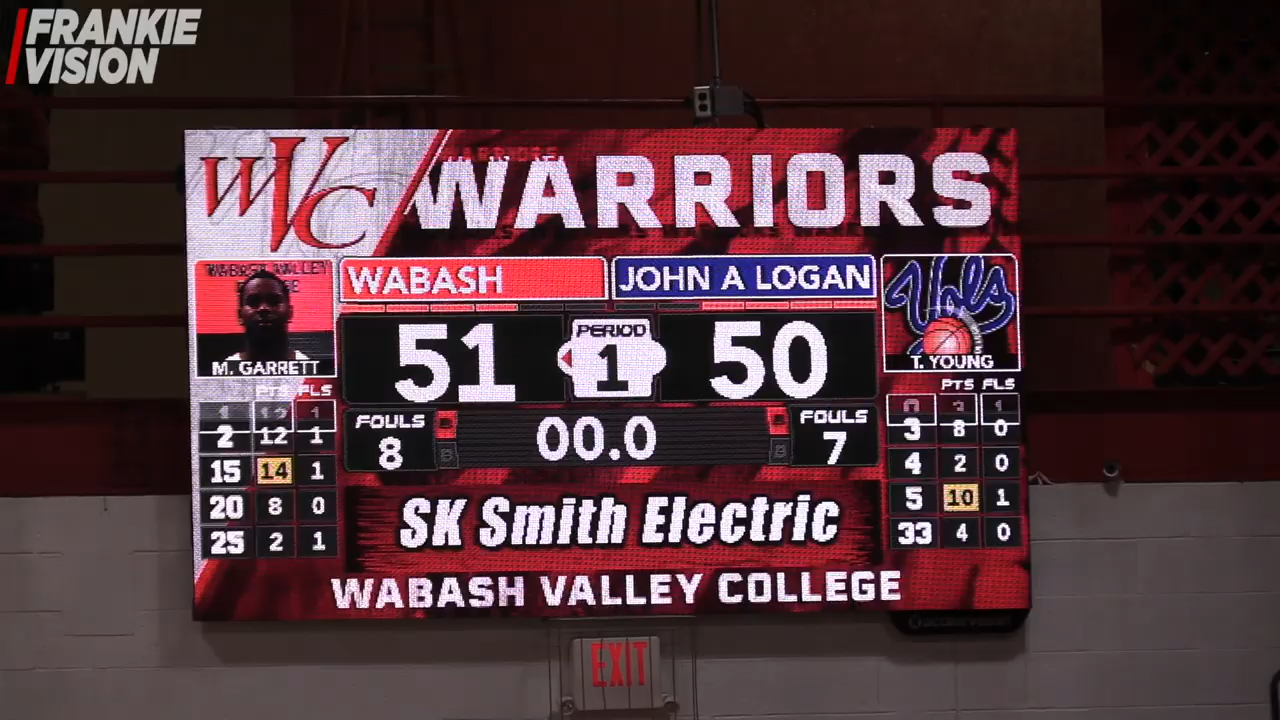 FRANKIE
VISION
WVC
WARRIORS
WABASH
JOHN A LOGAN
Vols
51
PERIOD
1
50
M. GARRETT
T. YOUNG
FLS
PTS FLS
2 12 1
15 14 1
20 8 0
25 2 1
FOULS
8
00.0
FOULS
7
3 8 0
4 2 0
5 10 1
33 4 0
SK Smith Electric
WABASH VALLEY COLLEGE
EXIT